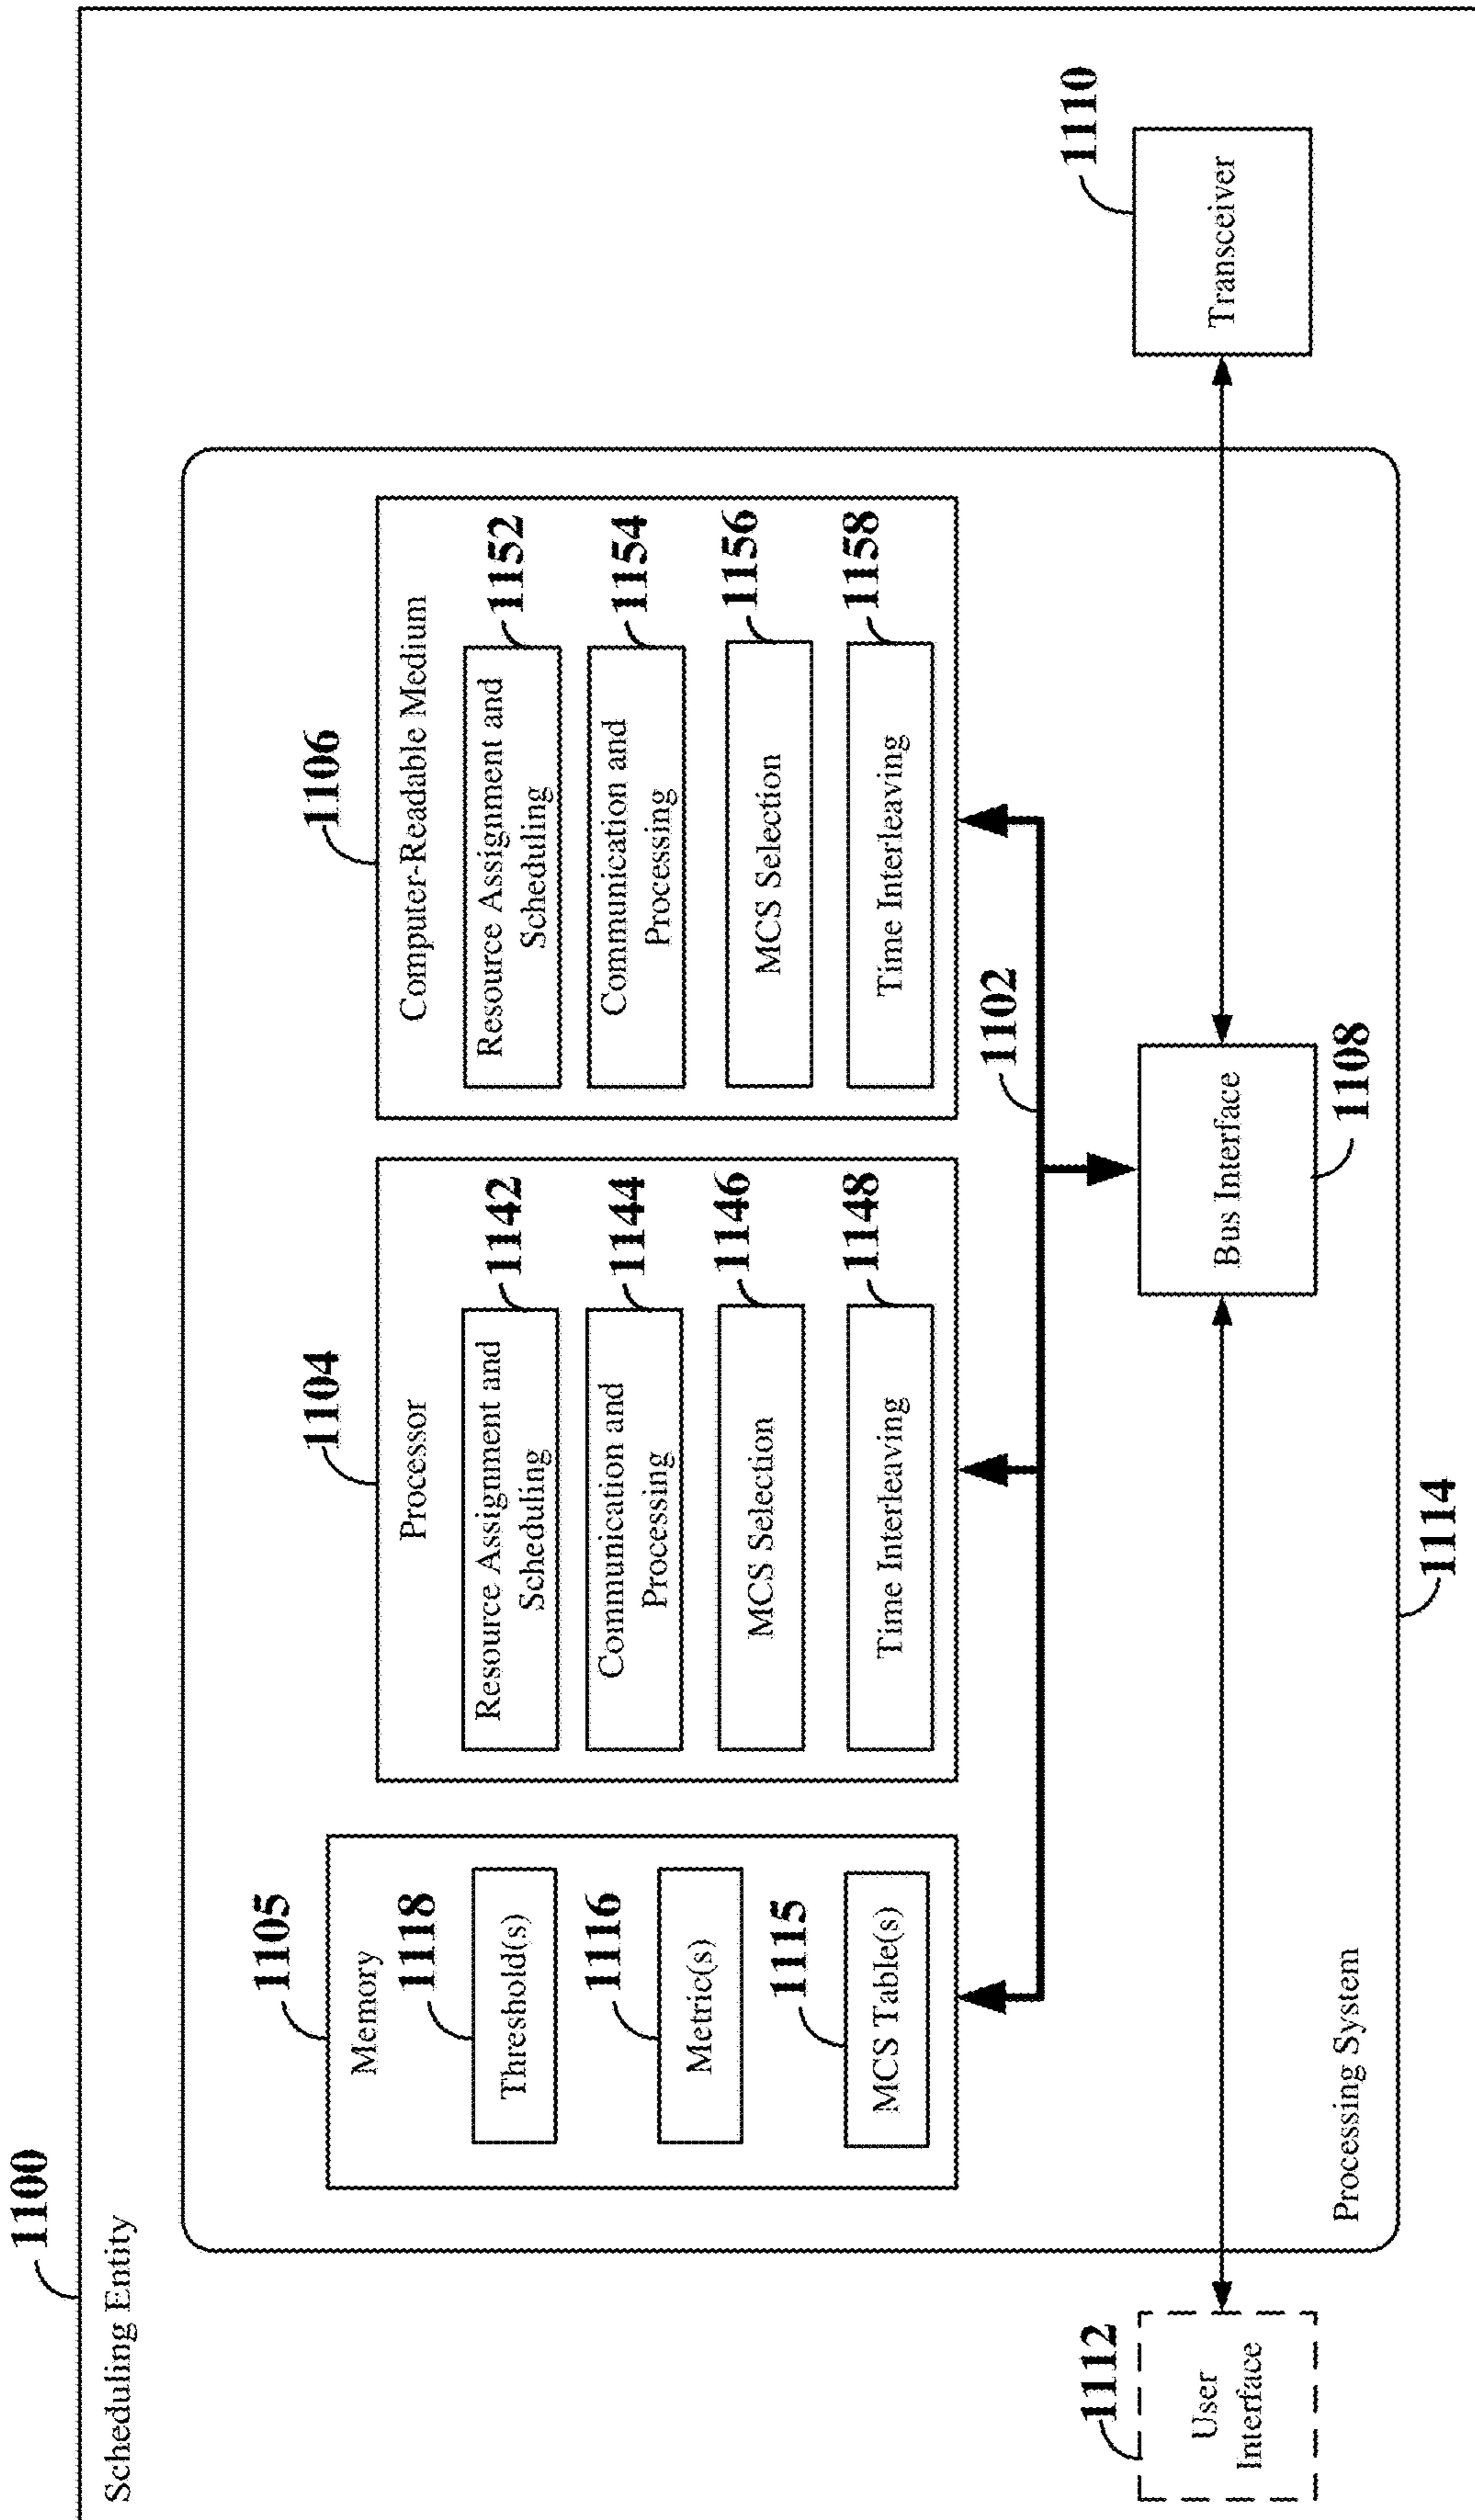 1100
Scheduling Entity
1105
Memory
1118
Threshold(s)
1116
Metric(s)
1115
MCS Table(s)
1104
Processor
Resource Assignment and
Scheduling
1142
Communication and
Processing
1144
MCS Selection
1146
Time Interleaving
1148
1106
Computer-Readable Medium
Resource Assignment and
Scheduling
1152
Communication and
Processing
1154
MCS Selection
1156
Time Interleaving
1158
1102
1112
User
Interface
Bus Interface
1108
1110
Transceiver
Processing System
1114